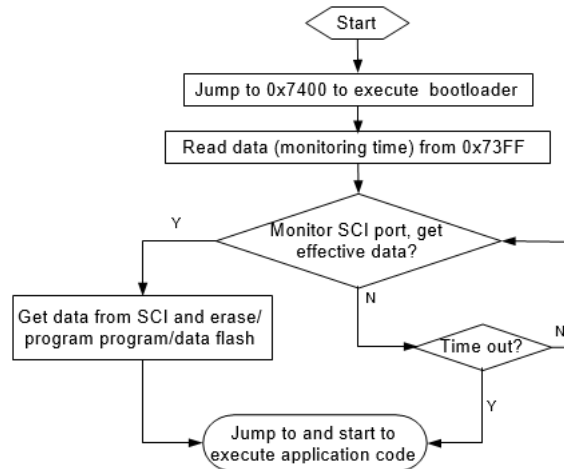 Start
Jump to 0x7400 to execute bootloader
Read data (monitoring time) from 0x73FF
Monitor SCI port, get
effective data?
Y
N
Get data from SCI and erase/
program program/data flash
Time out?
N
Y
Jump to and start to
execute application code